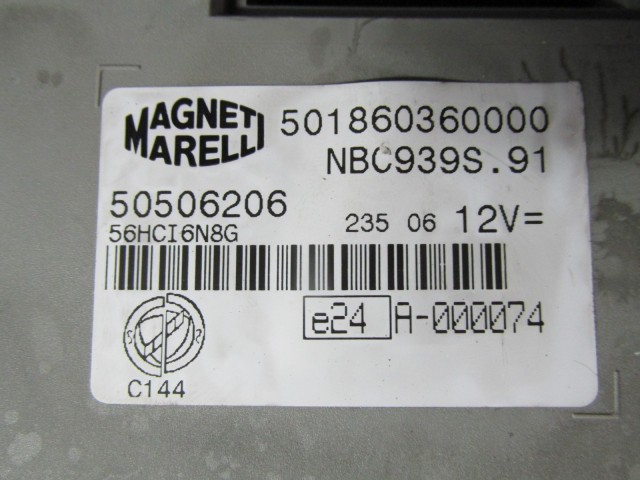 MAGNETI MARELLI
501860360000
NBC939S.91
50506206
56HCI6N8G
235 06 12V=
e24 A-000074
C144